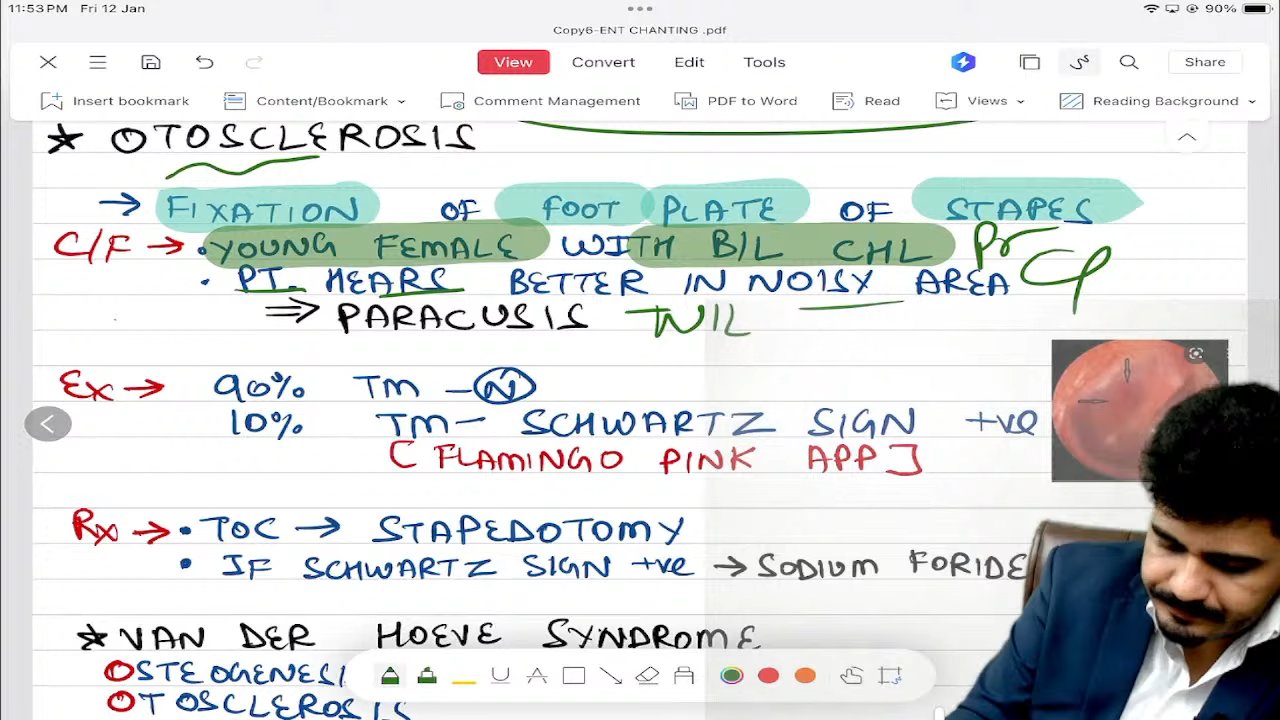 11:53 PM Fri 12 Jan
90%
Copy6-ENT CHANTING .pdf
View Convert Edit Tools Share
Insert bookmark Content/Bookmark Comment Management PDF to Word Read Views Reading Background
★ OTOSCLEROSIS
→ FIXATION OF FOOT PLATE OF STAPES
C/F → • YOUNG FEMALE WITH B/L CHL
• PT. HEARS BETTER IN NOISY AREA
⇒ PARACUSIS
Ex → 90% TM - N
10% TM - SCHWARTZ SIGN +ve
[FLAMINGO PINK APP]
Rx → • TOC → STAPEDOTOMY
• IF SCHWARTZ SIGN +ve → SODIUM FORIDE
★ VAN DER HOEVE SYNDROME
OSTEOGENESI
OTOSCLEROSIS